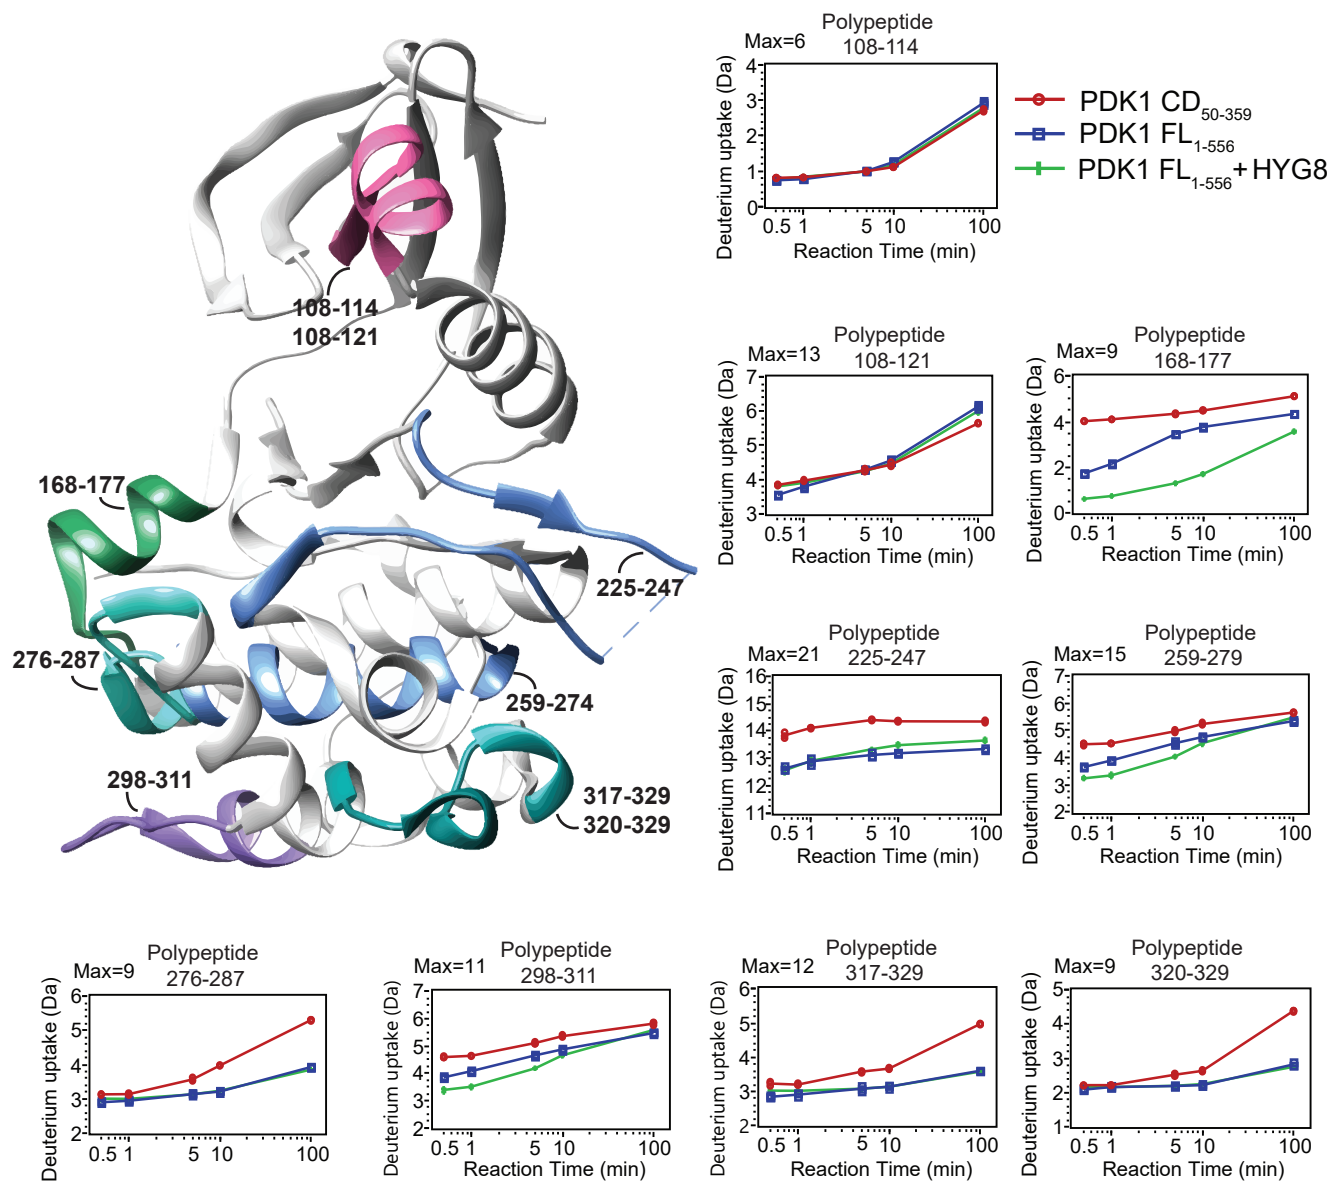 Polypeptide
108-114
Max=6
Deuterium uptake (Da)
4
3
2
1
0
0.5 1 5 10 100
Reaction Time (min)
PDK1 CD50-359
PDK1 FL1-556
PDK1 FL1-556+HYG8
108-114
108-121
168-177
225-247
276-287
259-274
298-311
317-329
320-329
Polypeptide
108-121
Max=13
Deuterium uptake (Da)
7
6
5
4
3
0.5 1 5 10 100
Reaction Time (min)
Polypeptide
168-177
Max=9
Deuterium uptake (Da)
6
4
2
0
0.5 1 5 10 100
Reaction Time (min)
Polypeptide
225-247
Max=21
Deuterium uptake (Da)
16
15
14
13
12
11
0.5 1 5 10 100
Reaction Time (min)
Polypeptide
259-279
Max=15
Deuterium uptake (Da)
7
6
5
4
3
2
0.5 1 5 10 100
Reaction Time (min)
Polypeptide
276-287
Max=9
Deuterium uptake (Da)
6
5
4
3
2
0.5 1 5 10 100
Reaction Time (min)
Polypeptide
298-311
Max=11
Deuterium uptake (Da)
7
6
5
4
3
2
0.5 1 5 10 100
Reaction Time (min)
Polypeptide
317-329
Max=12
Deuterium uptake (Da)
6
5
4
3
2
0.5 1 5 10 100
Reaction Time (min)
Polypeptide
320-329
Max=9
Deuterium uptake (Da)
5
4
3
2
1
0.5 1 5 10 100
Reaction Time (min)